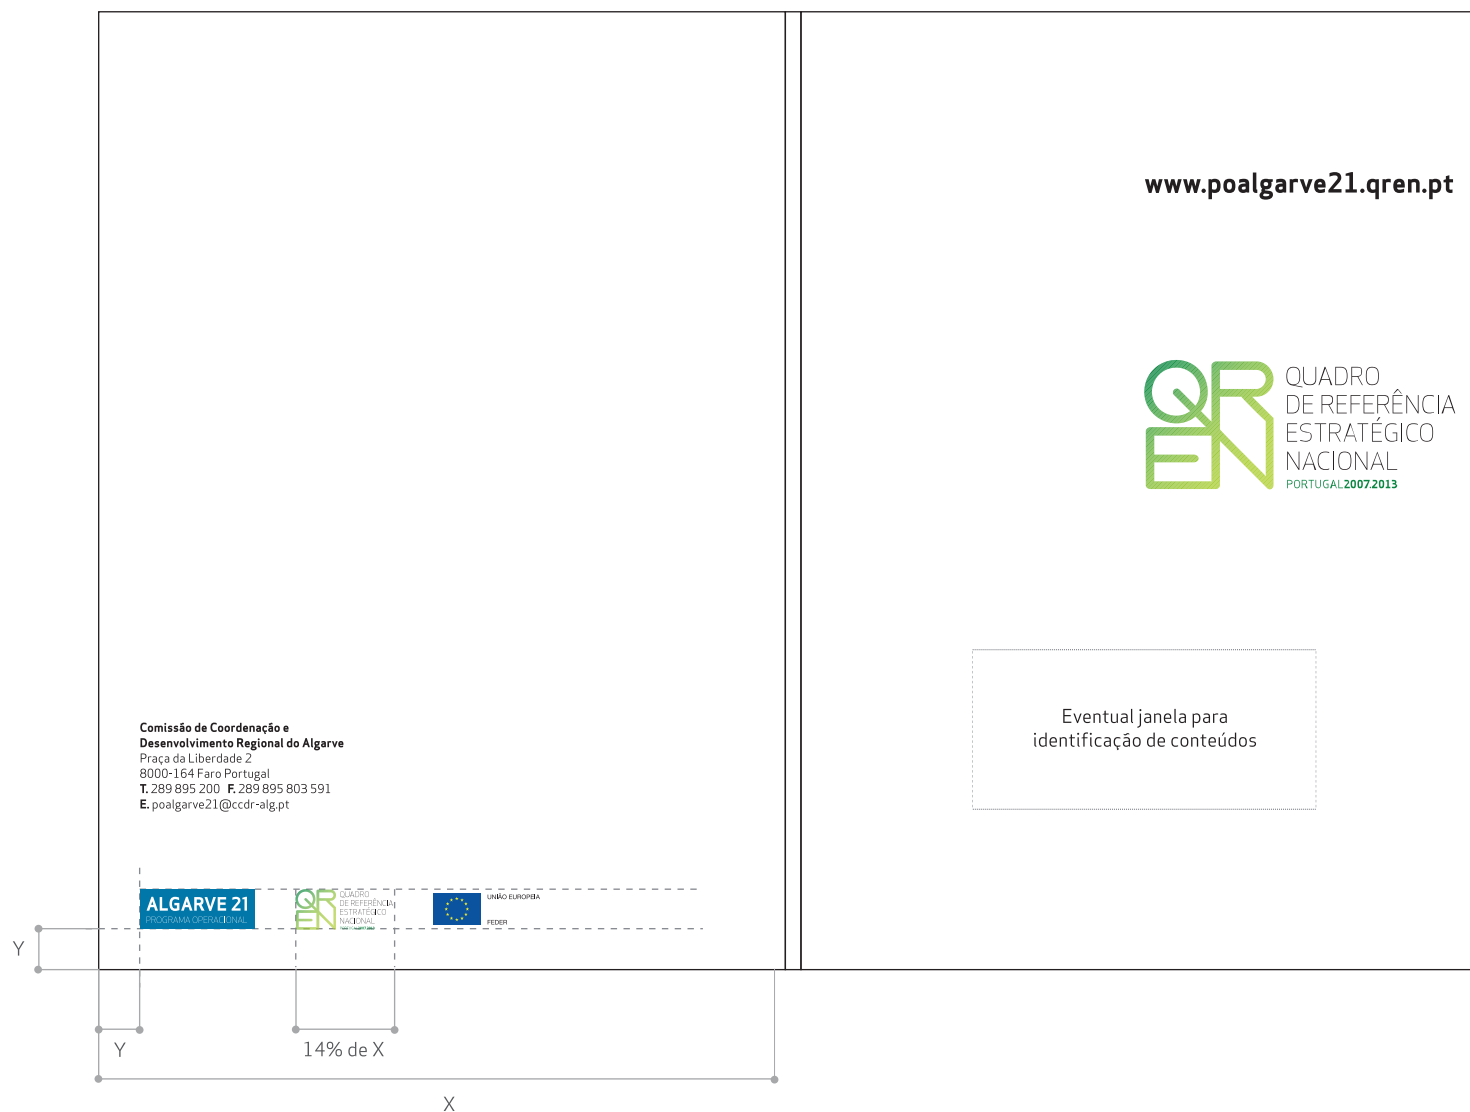 www.poalgarve21.qren.pt
QREN
QUADRO
DE REFERÊNCIA
ESTRATÉGICO
NACIONAL
PORTUGAL2007.2013
Eventual janela para
identificação de conteúdos
Comissão de Coordenação e
Desenvolvimento Regional do Algarve
Praça da Liberdade 2
8000-164 Faro Portugal
T. 289 895 200 F. 289 895 803 591
E. poalgarve21@ccdr-alg.pt
ALGARVE 21
PROGRAMA OPERACIONAL
QREN
QUADRO
DE REFERÊNCIA
ESTRATÉGICO
NACIONAL
UNIÃO EUROPEIA
FEDER
Y
Y
14% de X
X